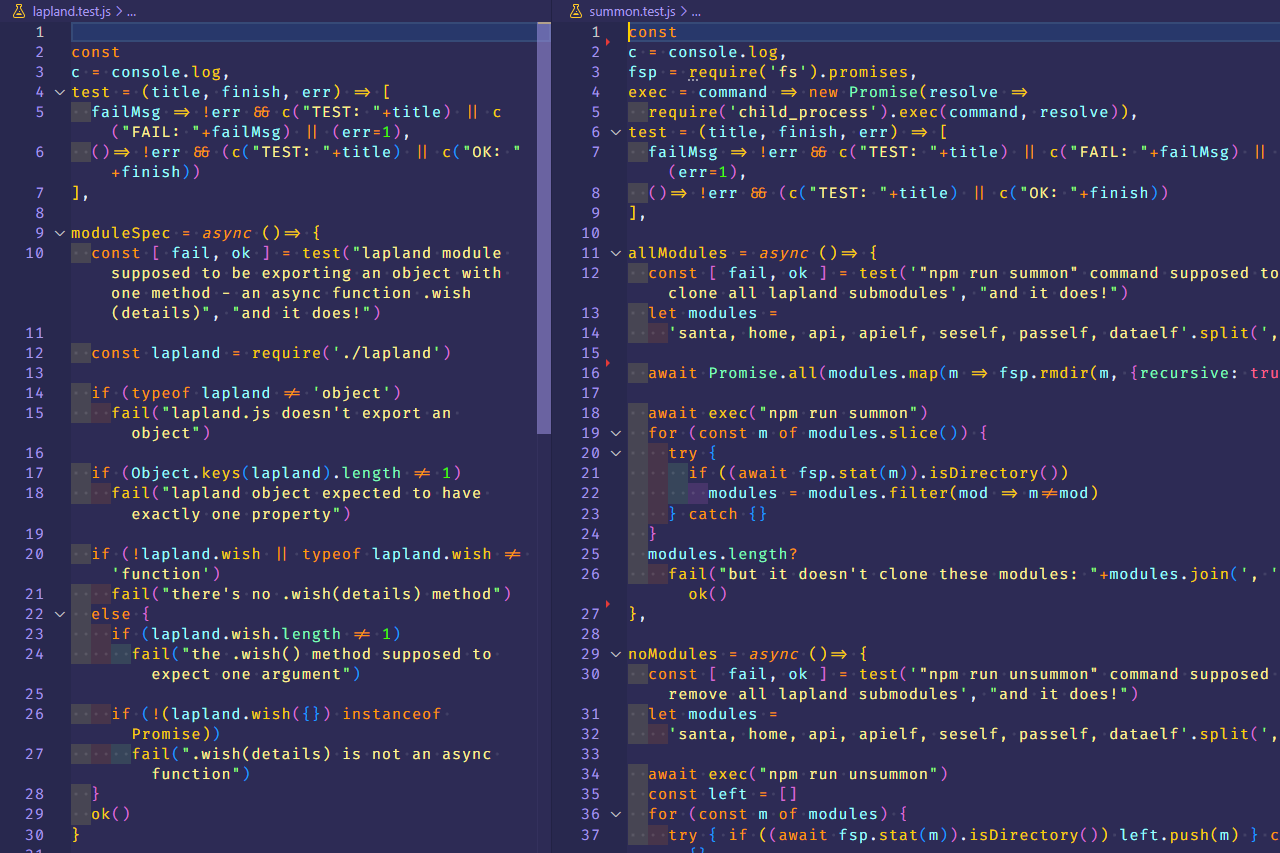 lapland.test.js > ...
1
2 const
3 c = console.log,
4 test = (title, finish, err) => [
5 failMsg => !err && c("TEST: "+title) || c
("FAIL: "+failMsg) || (err=1),
6 ()=> !err && (c("TEST: "+title) || c("OK: "
+finish))
7 ],
8
9 moduleSpec = async ()=> {
10 const [ fail, ok ] = test("lapland module
supposed to be exporting an object with
one method - an async function .wish
(details)", "and it does!")
11
12 const lapland = require('./lapland')
13
14 if (typeof lapland != 'object')
15 fail("lapland.js doesn't export an
object")
16
17 if (Object.keys(lapland).length != 1)
18 fail("lapland object expected to have
exactly one property")
19
20 if (!lapland.wish || typeof lapland.wish !=
'function')
21 fail("there's no .wish(details) method")
22 else {
23 if (lapland.wish.length != 1)
24 fail("the .wish() method supposed to
expect one argument")
25
26 if (!(lapland.wish({}) instanceof
Promise))
27 fail(".wish(details) is not an async
function")
28 }
29 ok()
30 }
summon.test.js > ...
1 const
2 c = console.log,
3 fsp = require('fs').promises,
4 exec = command => new Promise(resolve =>
5 require('child_process').exec(command, resolve)),
6 test = (title, finish, err) => [
7 failMsg => !err && c("TEST: "+title) || c("FAIL: "+failMsg) ||
(err=1),
8 ()=> !err && (c("TEST: "+title) || c("OK: "+finish))
9 ],
10
11 allModules = async ()=> {
12 const [ fail, ok ] = test('"npm run summon" command supposed to
clone all lapland submodules', "and it does!")
13 let modules =
14 'santa, home, api, apielf, seself, pasself, dataelf'.split(',
15
16 await Promise.all(modules.map(m => fsp.rmdir(m, {recursive: tru
17
18 await exec("npm run summon")
19 for (const m of modules.slice()) {
20 try {
21 if ((await fsp.stat(m)).isDirectory())
22 modules = modules.filter(mod => m!=mod)
23 } catch {}
24 }
25 modules.length?
26 fail("but it doesn't clone these modules: "+modules.join(', '
ok()
27 },
28
29 noModules = async ()=> {
30 const [ fail, ok ] = test('"npm run unsummon" command supposed
remove all lapland submodules', "and it does!")
31 let modules =
32 'santa, home, api, apielf, seself, pasself, dataelf'.split(',
33
34 await exec("npm run unsummon")
35 const left = []
36 for (const m of modules) {
37 try { if ((await fsp.stat(m)).isDirectory()) left.push(m) } c